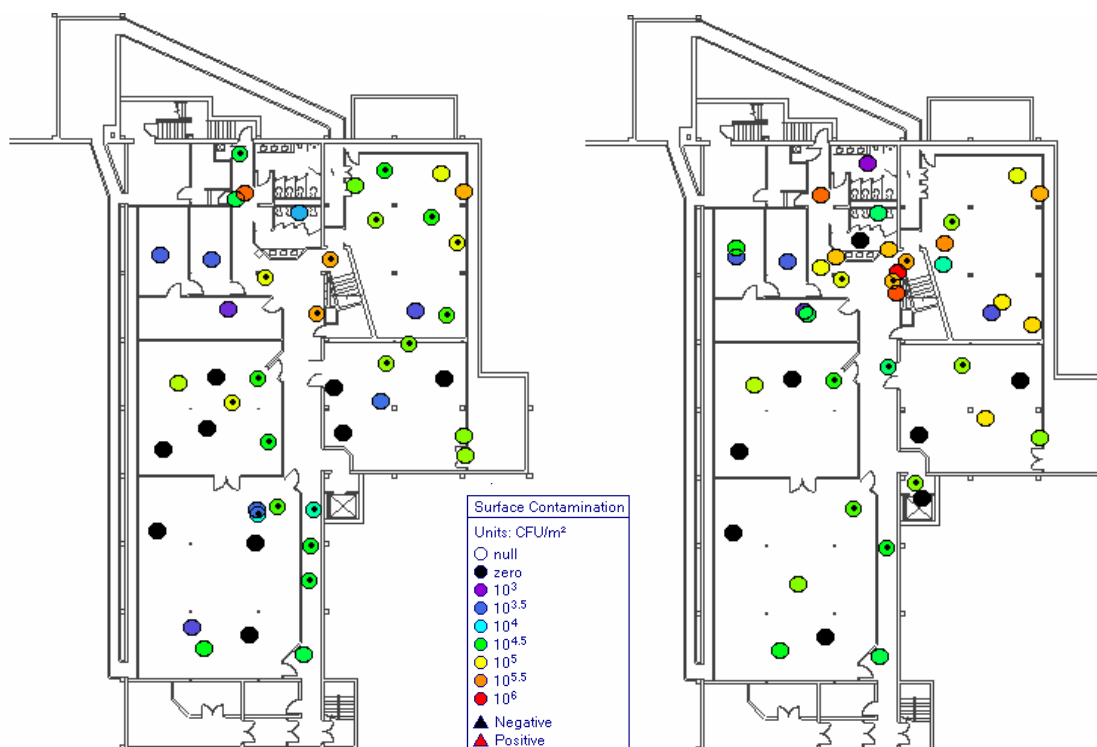 Surface Contamination
Units: CFU/m²
null
zero
10³
10³·⁵
10⁴
10⁴·⁵
10⁵
10⁵·⁵
10⁶
Negative
Positive